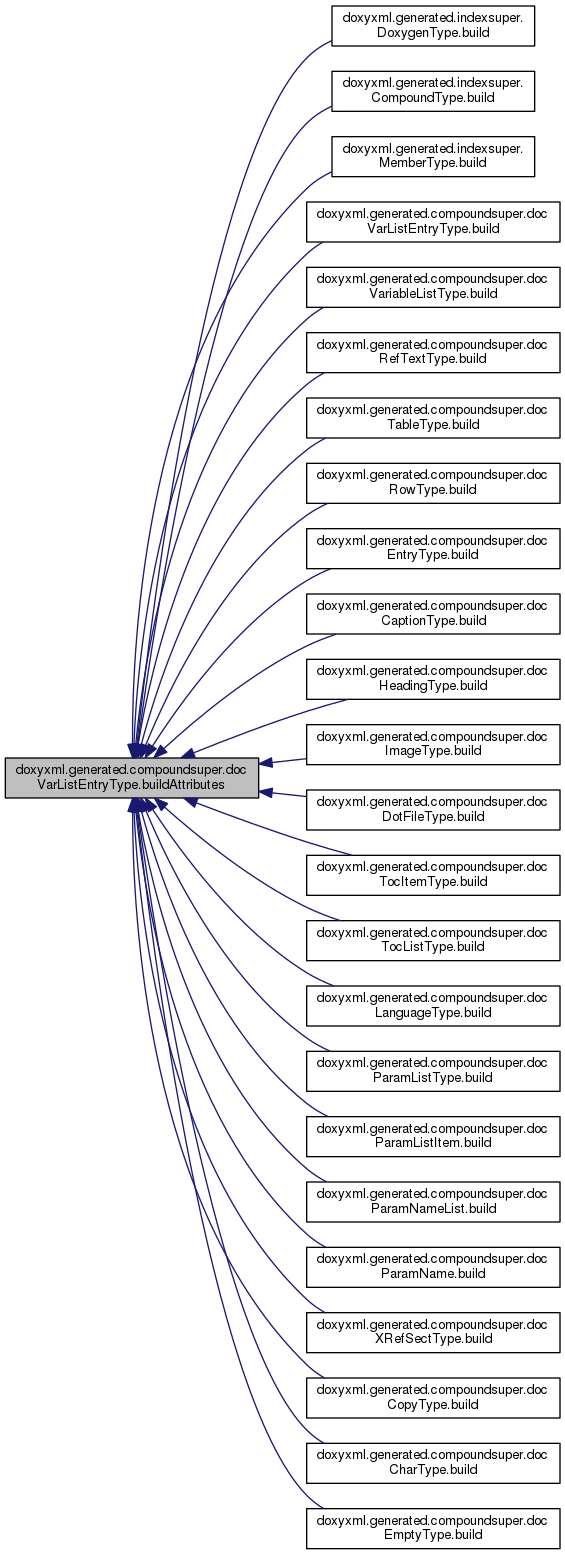 doxyxml.generated.indexsuper.
DoxygenType.build
doxyxml.generated.indexsuper.
CompoundType.build
doxyxml.generated.indexsuper.
MemberType.build
doxyxml.generated.compoundsuper.doc
VarListEntryType.build
doxyxml.generated.compoundsuper.doc
VariableListType.build
doxyxml.generated.compoundsuper.doc
RefTextType.build
doxyxml.generated.compoundsuper.doc
TableType.build
doxyxml.generated.compoundsuper.doc
RowType.build
doxyxml.generated.compoundsuper.doc
EntryType.build
doxyxml.generated.compoundsuper.doc
CaptionType.build
doxyxml.generated.compoundsuper.doc
HeadingType.build
doxyxml.generated.compoundsuper.doc
ImageType.build
doxyxml.generated.compoundsuper.doc
VarListEntryType.buildAttributes
doxyxml.generated.compoundsuper.doc
DotFileType.build
doxyxml.generated.compoundsuper.doc
TocItemType.build
doxyxml.generated.compoundsuper.doc
TocListType.build
doxyxml.generated.compoundsuper.doc
LanguageType.build
doxyxml.generated.compoundsuper.doc
ParamListType.build
doxyxml.generated.compoundsuper.doc
ParamListItem.build
doxyxml.generated.compoundsuper.doc
ParamNameList.build
doxyxml.generated.compoundsuper.doc
ParamName.build
doxyxml.generated.compoundsuper.doc
XRefSectType.build
doxyxml.generated.compoundsuper.doc
CopyType.build
doxyxml.generated.compoundsuper.doc
CharType.build
doxyxml.generated.compoundsuper.doc
EmptyType.build